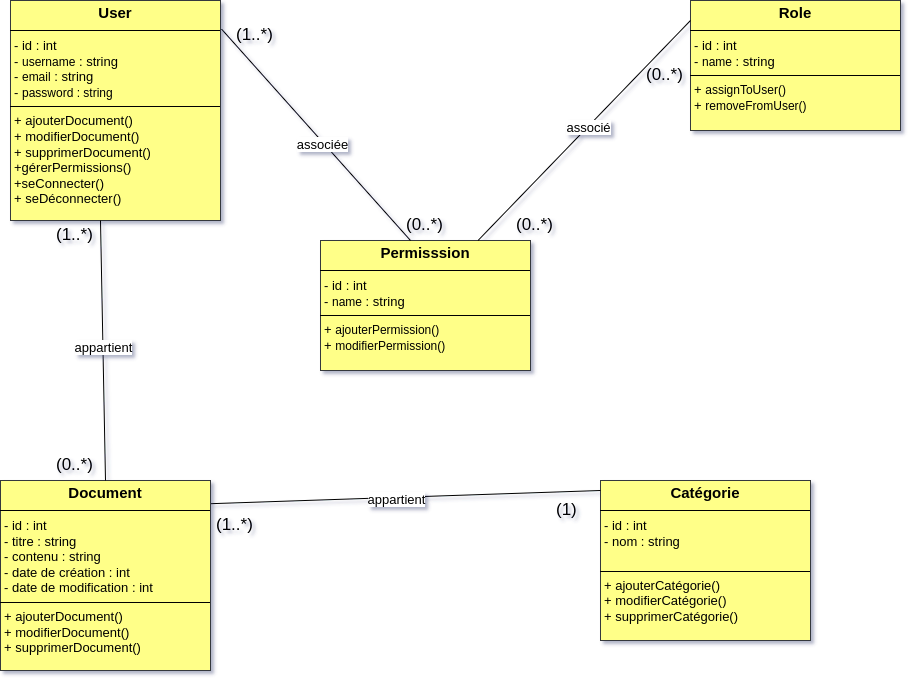 User
- id : int
- username : string
- email : string
- password : string
+ ajouterDocument()
+ modifierDocument()
+ supprimerDocument()
+gérerPermissions()
+seConnecter()
+ seDéconnecter()
(1..*)
associée
(0..*)
Role
- id : int
- name : string
+ assignToUser()
+ removeFromUser()
(0..*)
associé
(0..*)
Permisssion
- id : int
- name : string
+ ajouterPermission()
+ modifierPermission()
(1..*)
appartient
(0..*)
Document
- id : int
- titre : string
- contenu : string
- date de création : int
- date de modification : int
+ ajouterDocument()
+ modifierDocument()
+ supprimerDocument()
(1..*)
appartient
(1)
Catégorie
- id : int
- nom : string
+ ajouterCatégorie()
+ modifierCatégorie()
+ supprimerCatégorie()